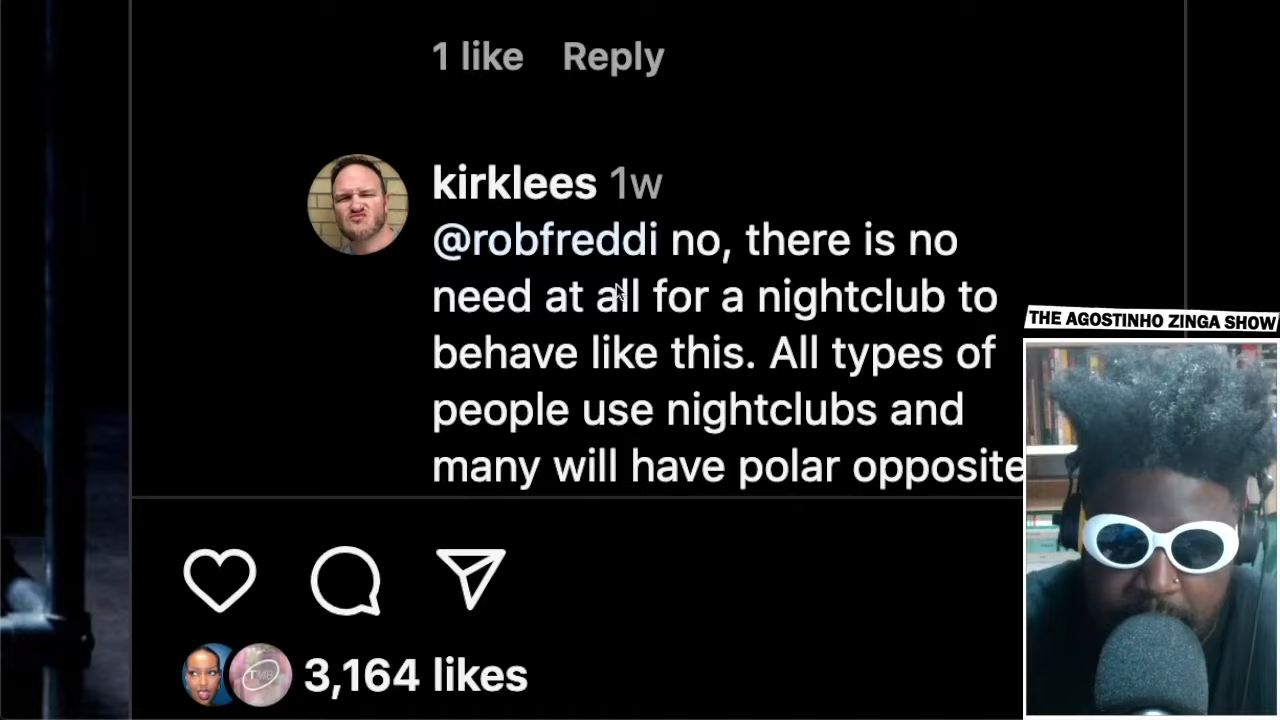 1 like Reply
kirklees 1w
@robfreddi no, there is no
need at all for a nightclub to
behave like this. All types of
people use nightclubs and
many will have polar opposite
THE AGOSTINHO ZINGA SHOW
3,164 likes